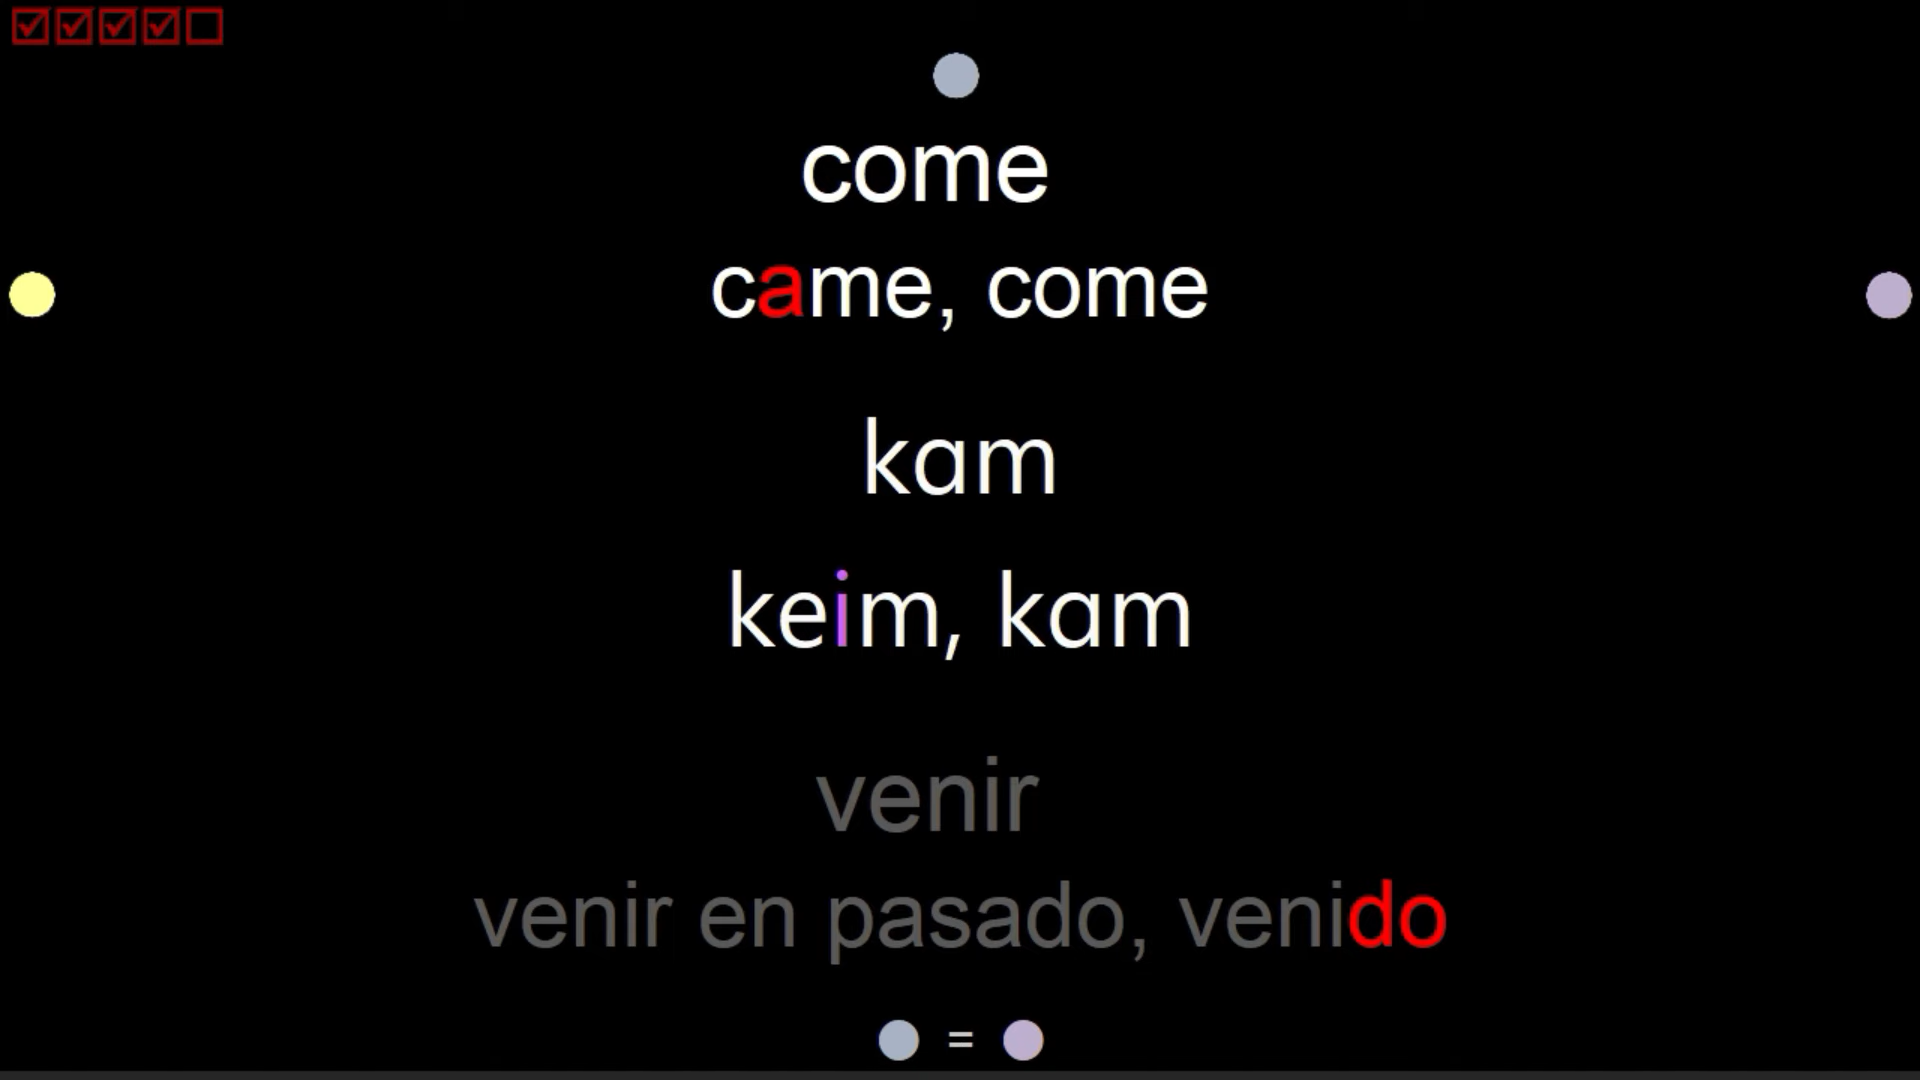 come
came, come
kam
keim, kam
venir
venir en pasado, venido
=